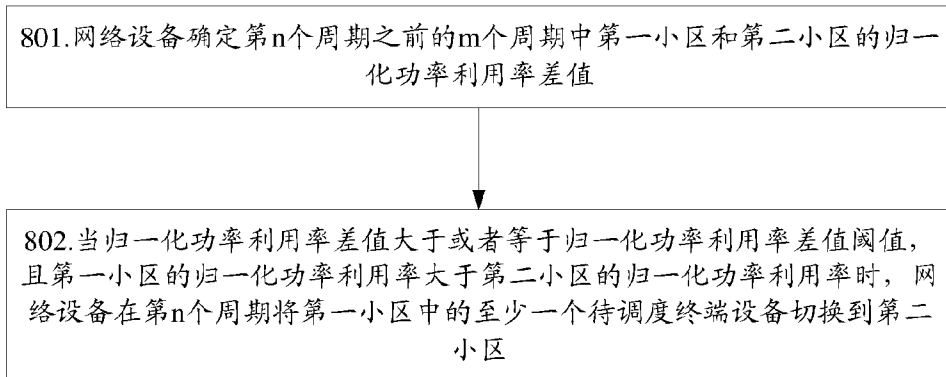 801.网络设备确定第n个周期之前的m个周期中第一小区和第二小区的归一
化功率利用率差值
802.当归一化功率利用率差值大于或者等于归一化功率利用率差值阈值，
且第一小区的归一化功率利用率大于第二小区的归一化功率利用率时，网
络设备在第n个周期将第一小区中的至少一个待调度终端设备切换到第二
小区